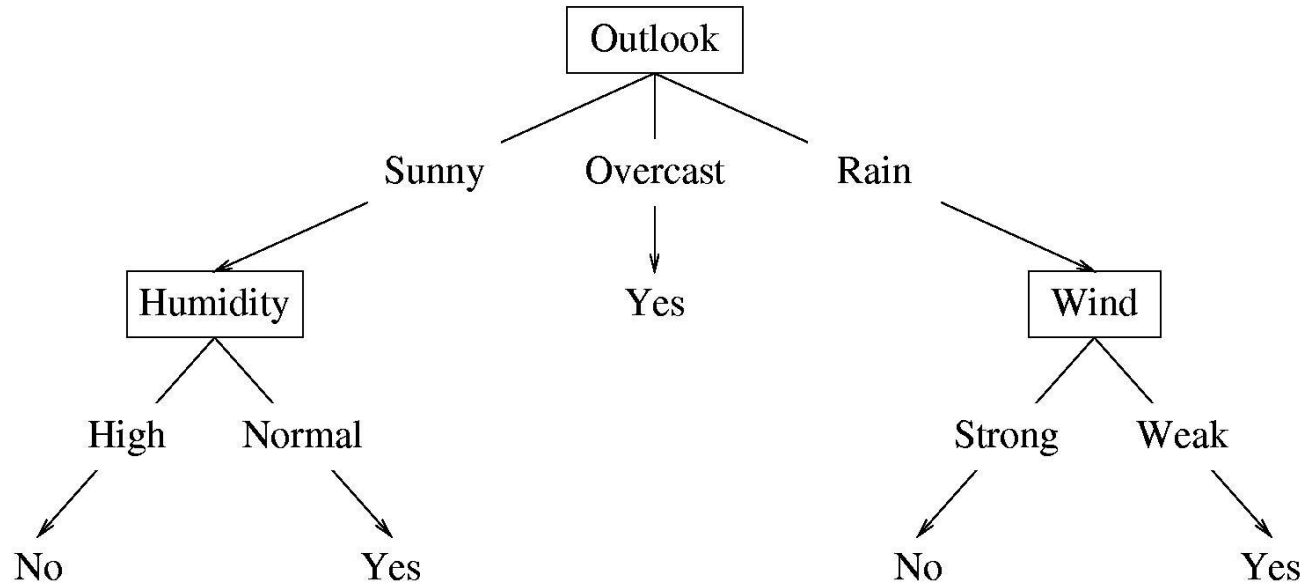 Outlook
Sunny Overcast Rain
Humidity Yes Wind
High Normal Strong Weak
No Yes No Yes